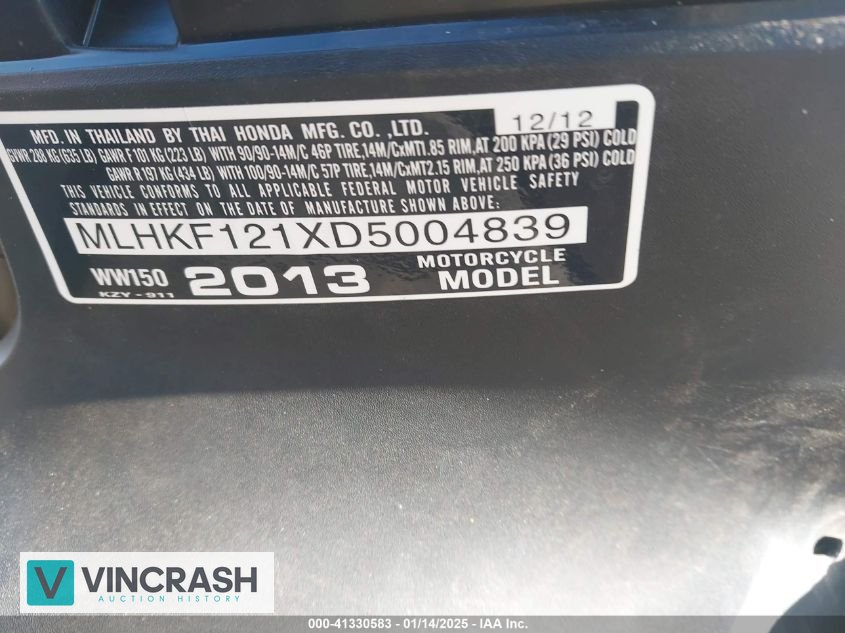 12/12
MFD. IN THAILAND BY THAI HONDA MFG. CO. ,LTD.
GVWR 280 KG (635 LB) GAWR F 101 KG (223 LB) WITH 90/90-14M/C 46P TIRE,14M/CxMT1.85 RIM,AT 200 KPA (29 PSI) COLD
GAWR R 197 KG (434 LB) WITH 100/90-14M/C 57P TIRE,14M/CxMT2.15 RIM,AT 250 KPA (36 PSI) COLD
THIS VEHICLE CONFORMS TO ALL APPLICABLE FEDERAL MOTOR VEHICLE SAFETY
STANDARDS IN EFFECT ON THE DATE OF MANUFACTURE SHOWN ABOVE:
MLHKF121XD5004839
WW150 2013 MOTORCYCLE
KZY - 911 MODEL
VINCRASH
AUCTION HISTORY
000-41330583 - 01/14/2025 - IAA Inc.